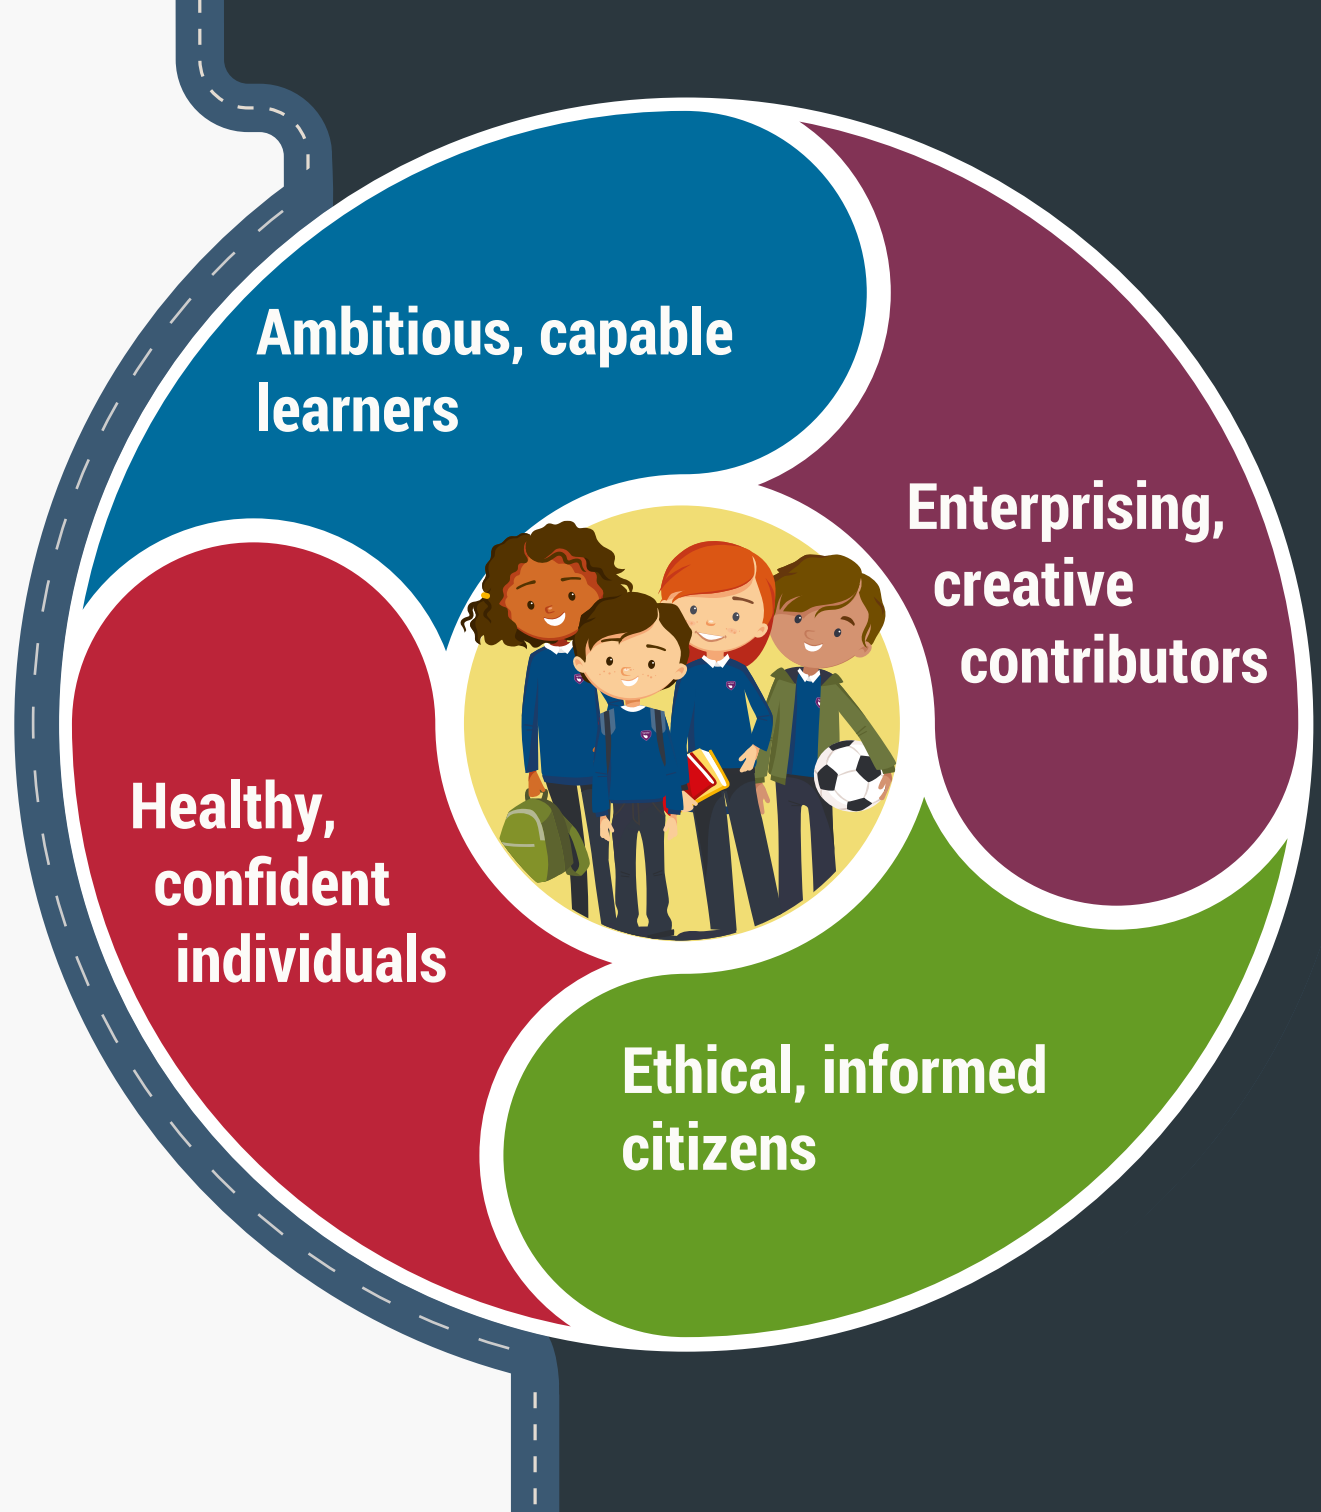 Ambitious, capable
learners
Enterprising,
creative
contributors
Healthy,
confident
individuals
Ethical, informed
citizens